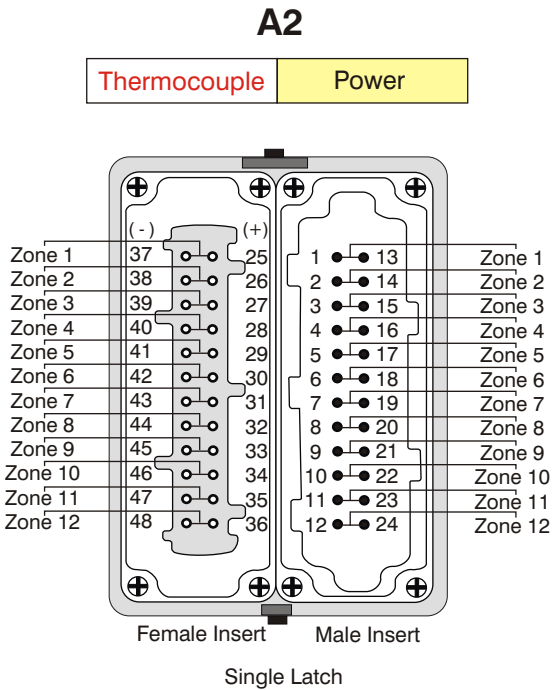 A2
Thermocouple Power
(-) (+)
Zone 1 37 25 1 13 Zone 1
Zone 2 38 26 2 14 Zone 2
Zone 3 39 27 3 15 Zone 3
Zone 4 40 28 4 16 Zone 4
Zone 5 41 29 5 17 Zone 5
Zone 6 42 30 6 18 Zone 6
Zone 7 43 31 7 19 Zone 7
Zone 8 44 32 8 20 Zone 8
Zone 9 45 33 9 21 Zone 9
Zone 10 46 34 10 22 Zone 10
Zone 11 47 35 11 23 Zone 11
Zone 12 48 36 12 24 Zone 12
Female Insert Male Insert
Single Latch